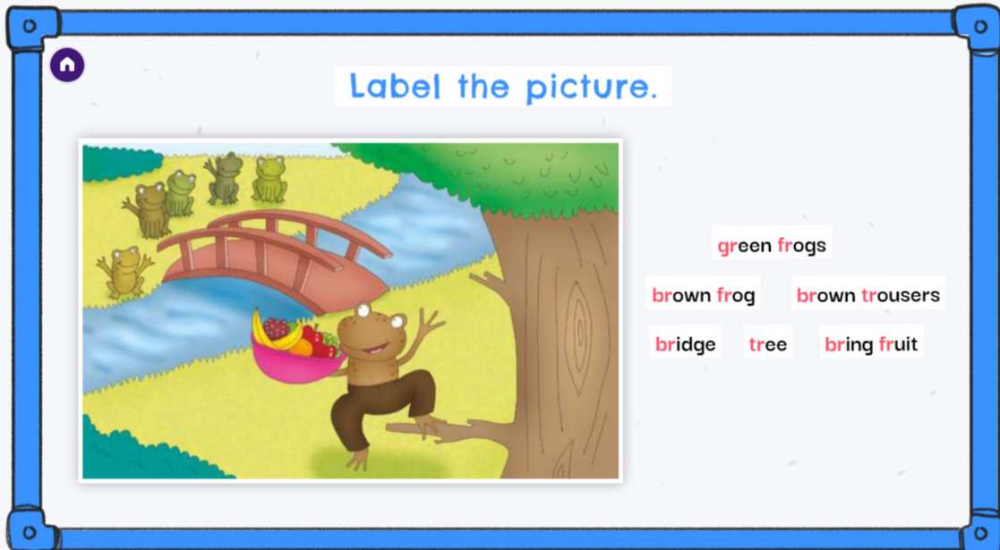 Label the picture.
green frogs
brown frog brown trousers
bridge tree bring fruit